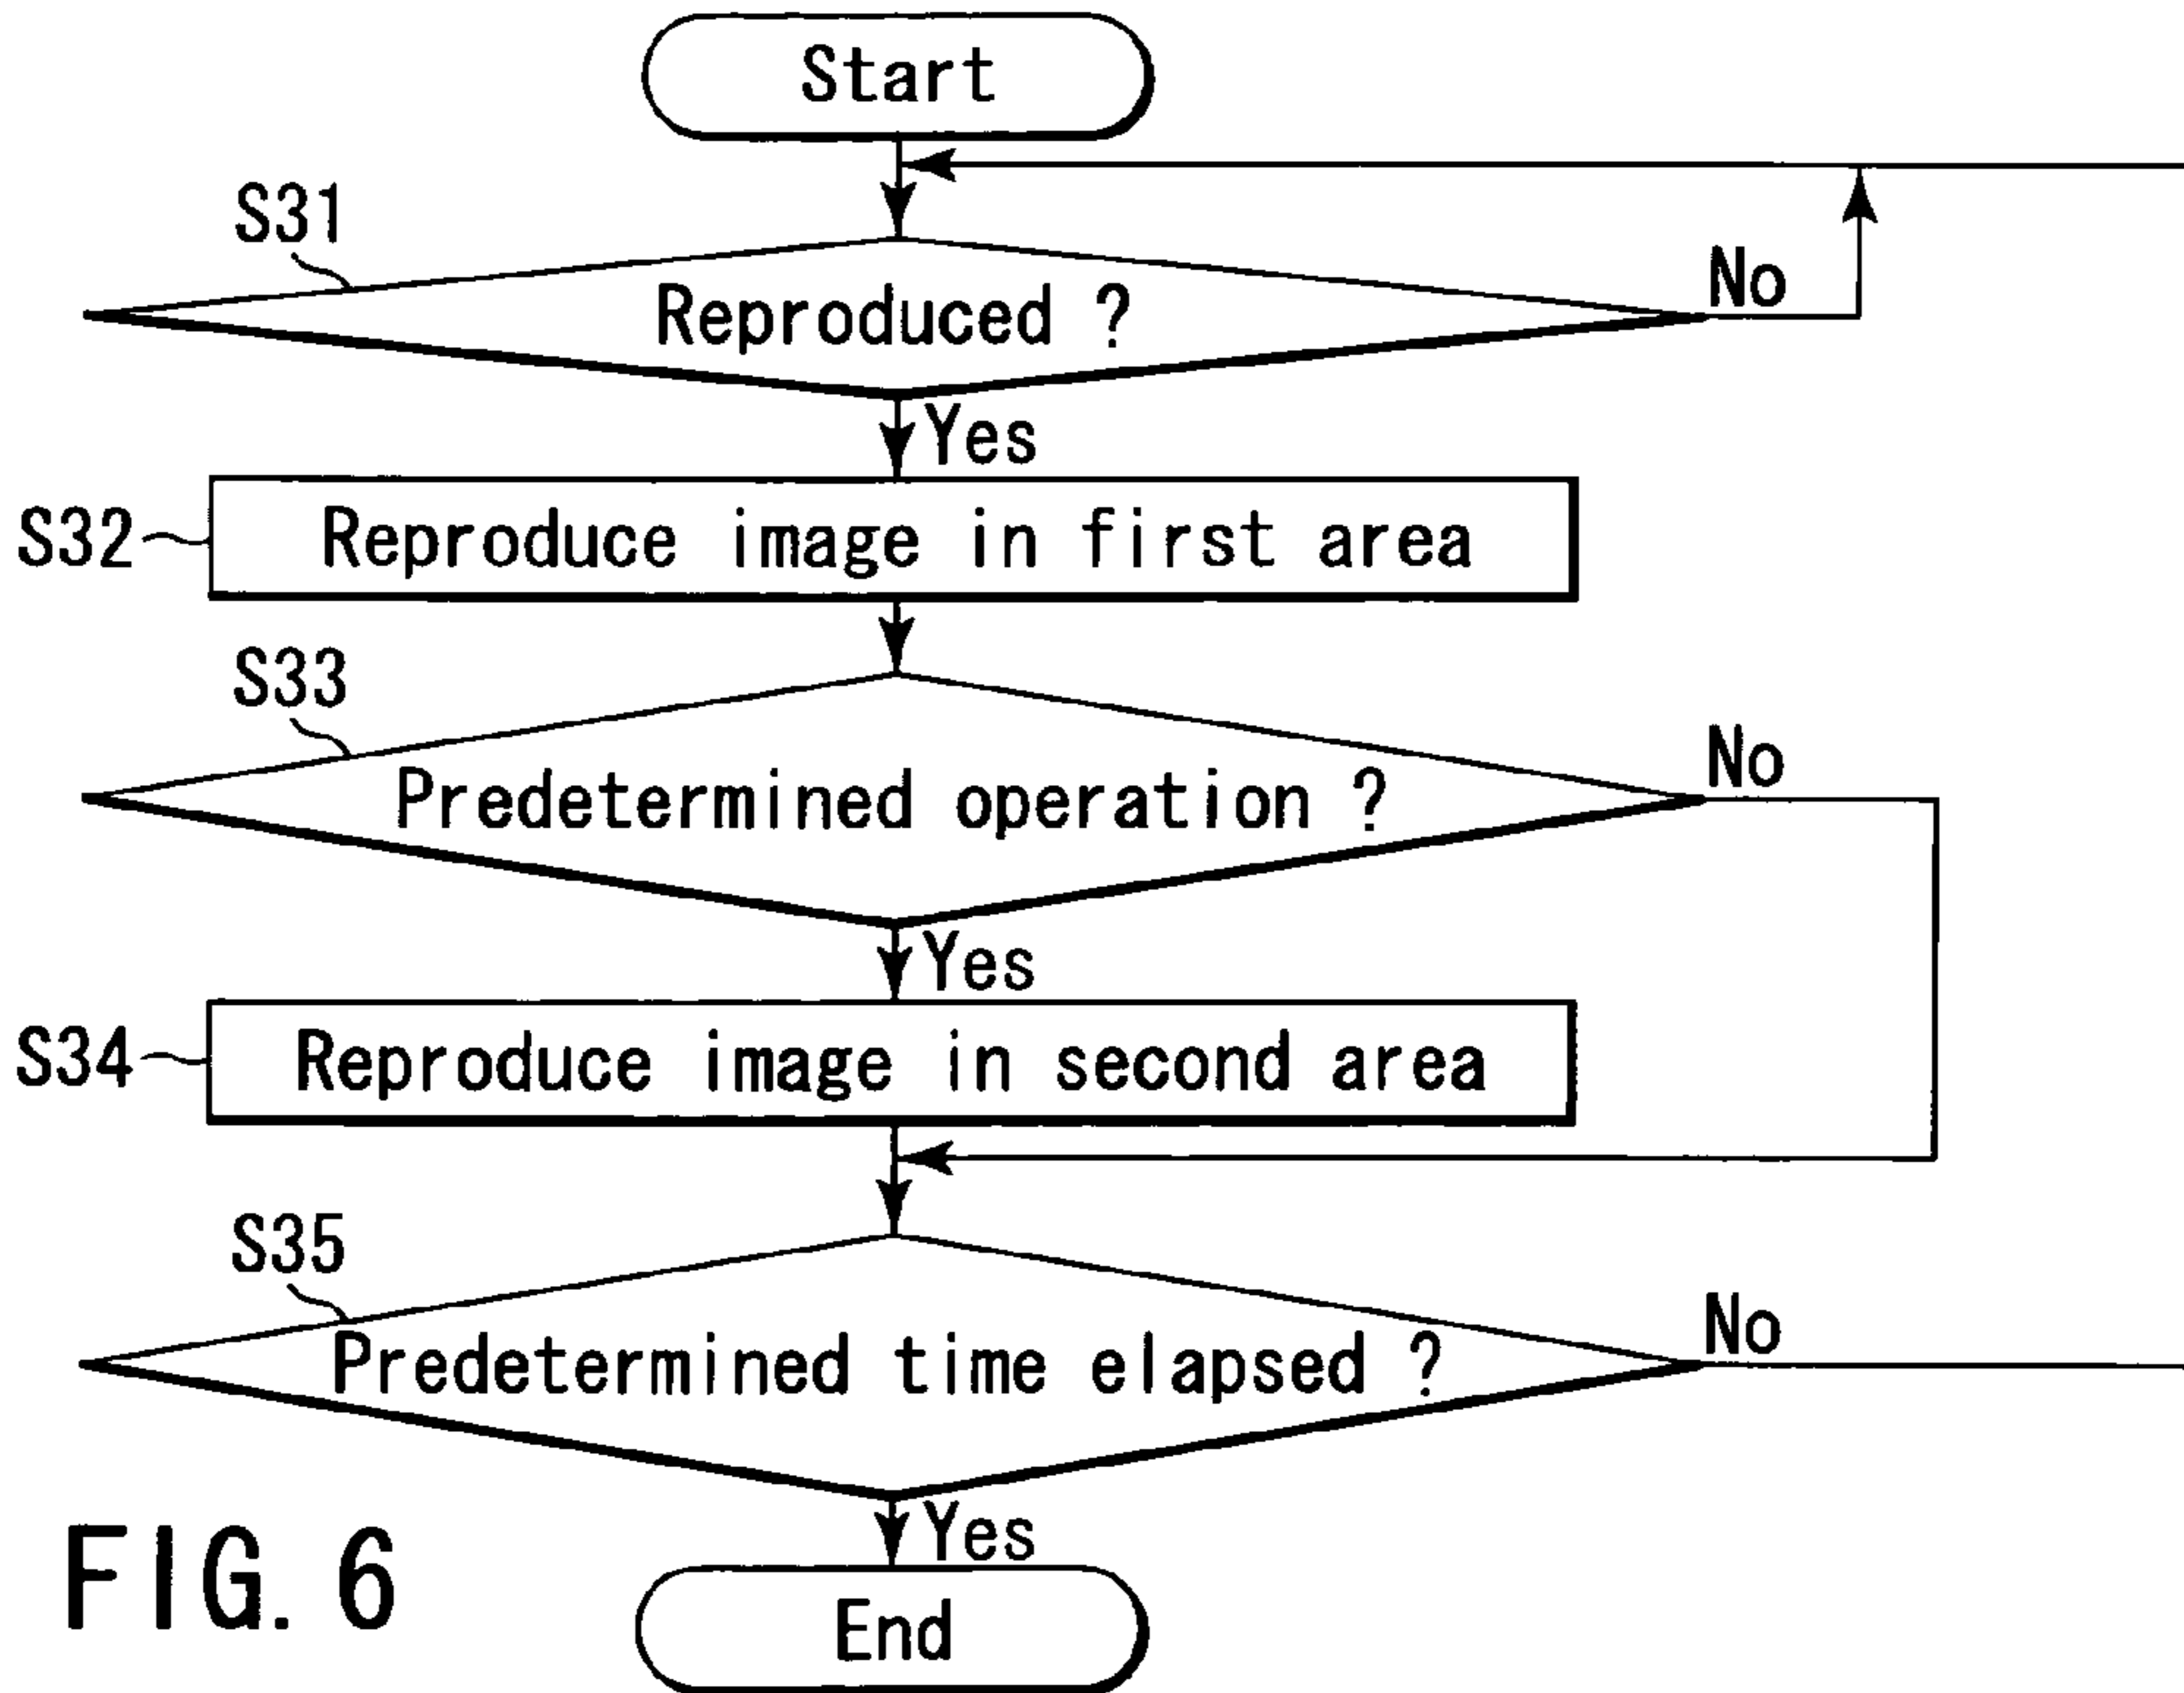 Start
S31
Reproduced ?
No
Yes
S32
Reproduce image in first area
S33
Predetermined operation ?
No
Yes
S34
Reproduce image in second area
S35
Predetermined time elapsed ?
No
Yes
End
FIG. 6